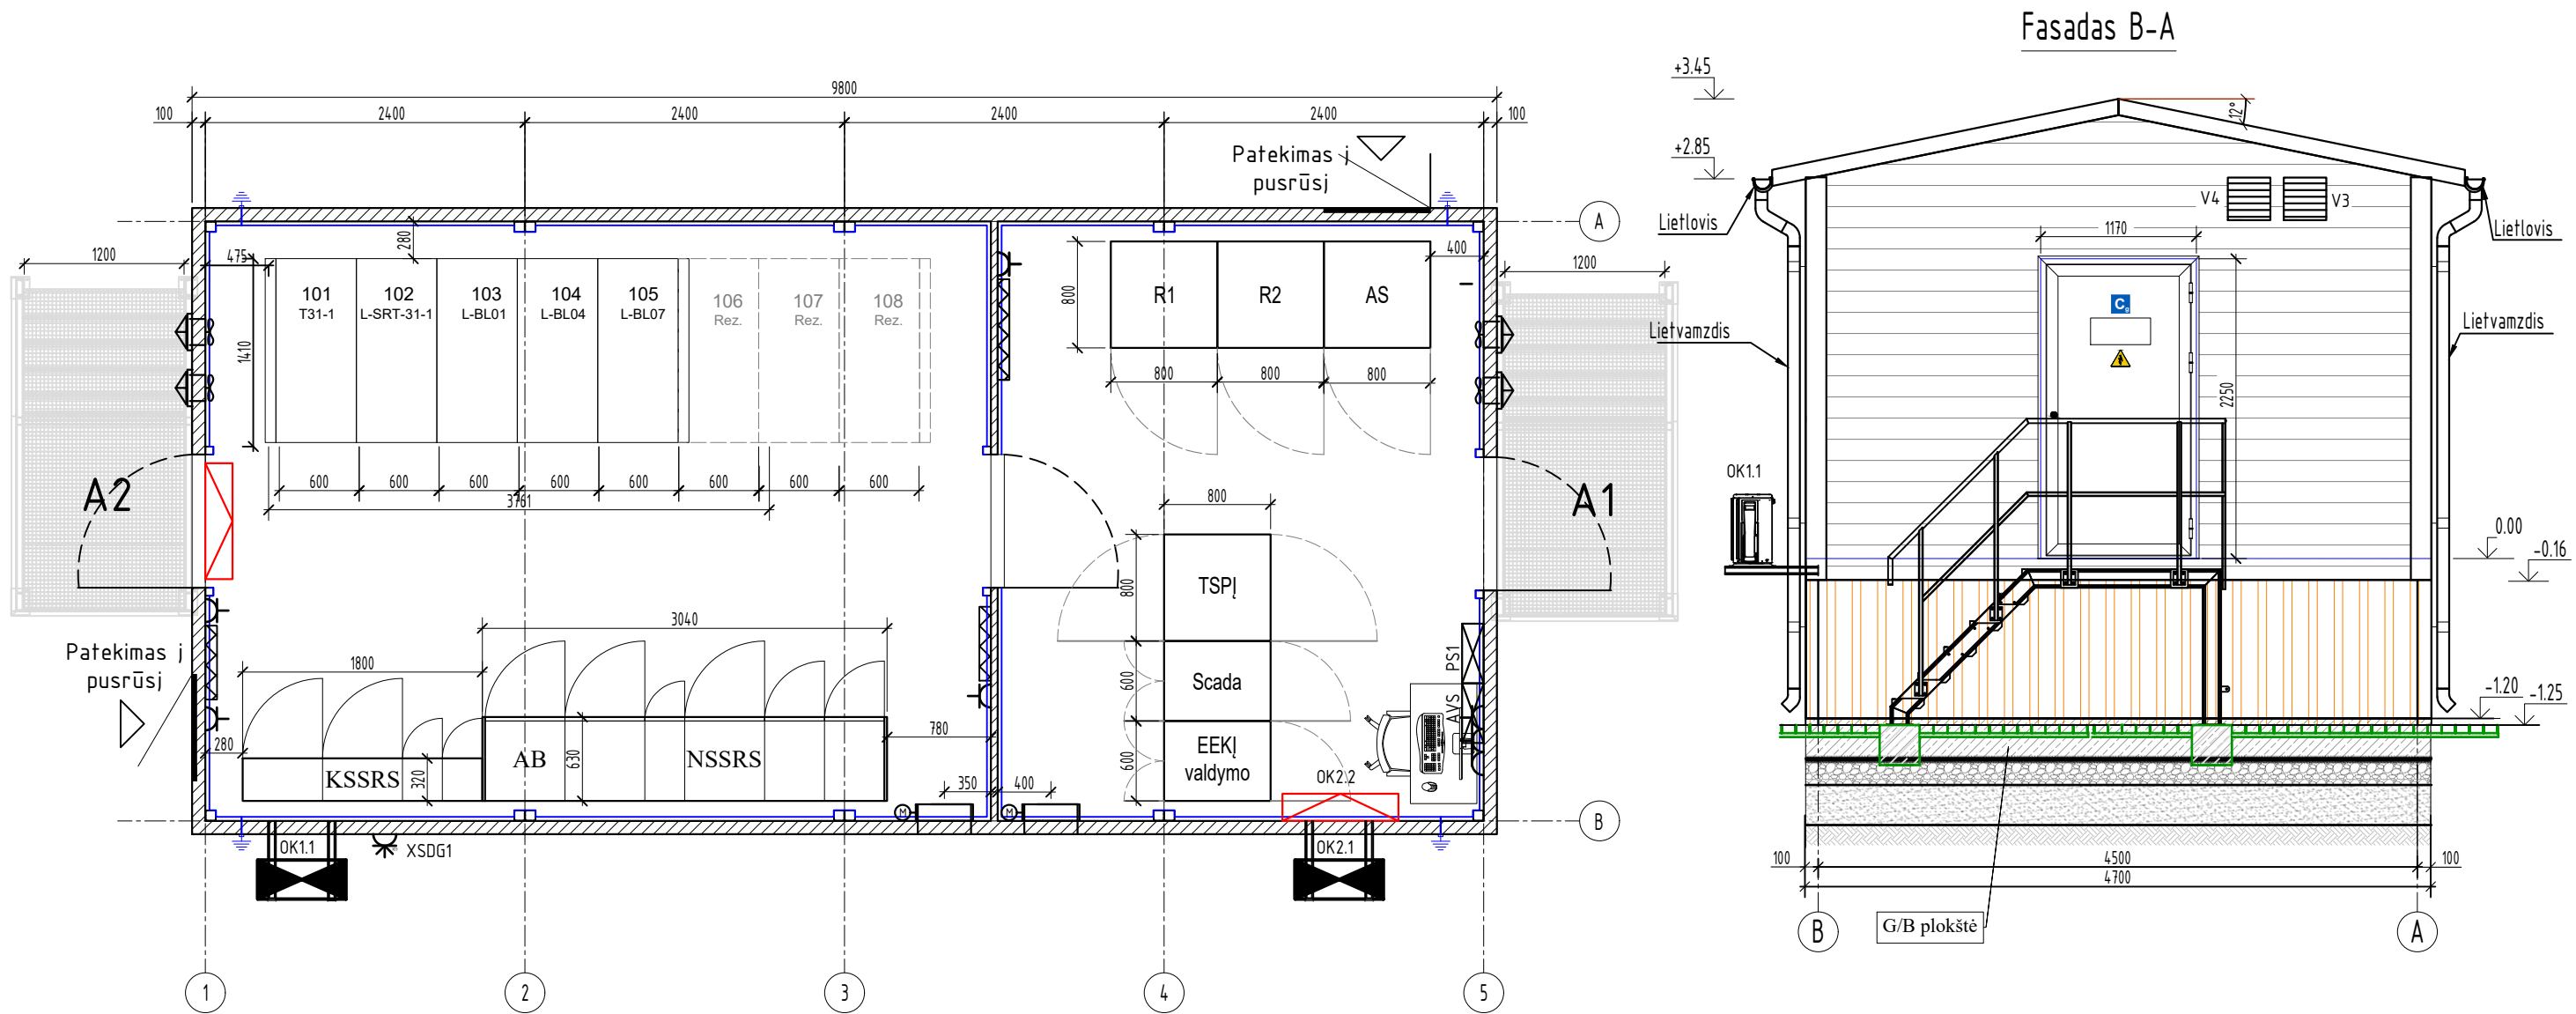 Fasadas B-A
9800
100
2400
2400
2400
2400
100
Patekimas į
pusrūsį
A
280
475
1200
1410
101
T31-1
102
L-SRT-31-1
103
L-BL01
104
L-BL04
105
L-BL07
106
Rez.
107
Rez.
108
Rez.
600
600
600
600
600
600
600
600
3761
A2
R1
R2
AS
800
800
800
800
400
1200
A1
800
TSPĮ
800
Scada
600
EEKĮ
valdymo
600
PS1
AVS
OK2.2
Patekimas į
pusrūsį
1800
3040
280
KSSRS
320
AB
630
NSSRS
780
350
400
M
M
B
OK1.1
XSDG1
OK2.1
1
2
3
4
5
+3.45
+2.85
12°
V4
V3
Lietlovis
Lietlovis
1170
Lietvamzdis
Lietvamzdis
2250
OK1.1
0.00
-0.16
-1.20
-1.25
100
4500
100
4700
G/B plokštė
B
A